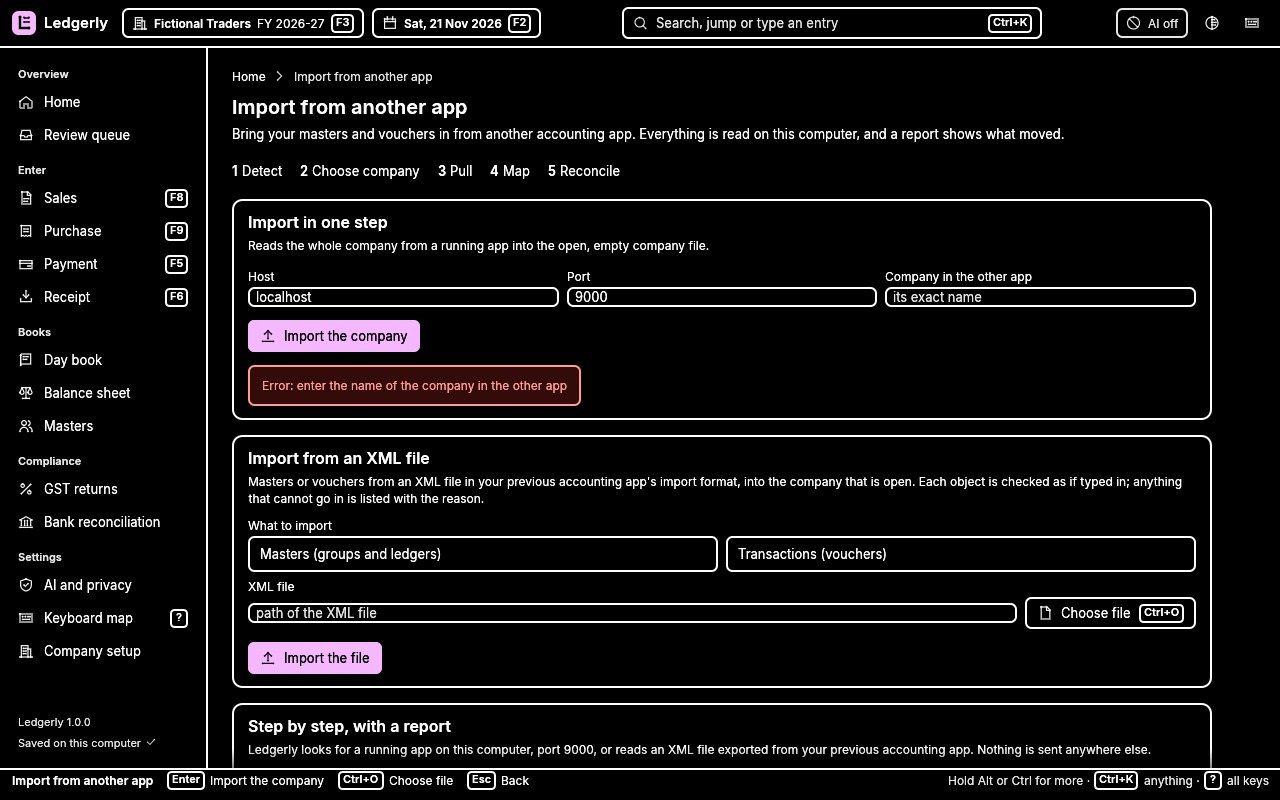 Ledgerly
Fictional Traders FY 2026-27 F3
Sat, 21 Nov 2026 F2
Search, jump or type an entry Ctrl+K
AI off
Overview
Home
Review queue
Enter
Sales F8
Purchase F9
Payment F5
Receipt F6
Books
Day book
Balance sheet
Masters
Compliance
GST returns
Bank reconciliation
Settings
AI and privacy
Keyboard map ?
Company setup
Ledgerly 1.0.0
Saved on this computer
Home Import from another app
Import from another app
Bring your masters and vouchers in from another accounting app. Everything is read on this computer, and a report shows what moved.
1 Detect 2 Choose company 3 Pull 4 Map 5 Reconcile
Import in one step
Reads the whole company from a running app into the open, empty company file.
Host Port Company in the other app
localhost 9000 its exact name
Import the company
Error: enter the name of the company in the other app
Import from an XML file
Masters or vouchers from an XML file in your previous accounting app's import format, into the company that is open. Each object is checked as if typed in; anything
that cannot go in is listed with the reason.
What to import
Masters (groups and ledgers) Transactions (vouchers)
XML file
path of the XML file Choose file Ctrl+O
Import the file
Step by step, with a report
Ledgerly looks for a running app on this computer, port 9000, or reads an XML file exported from your previous accounting app. Nothing is sent anywhere else.
Import from another app Enter Import the company Ctrl+O Choose file Esc Back Hold Alt or Ctrl for more · Ctrl+K anything · ? all keys